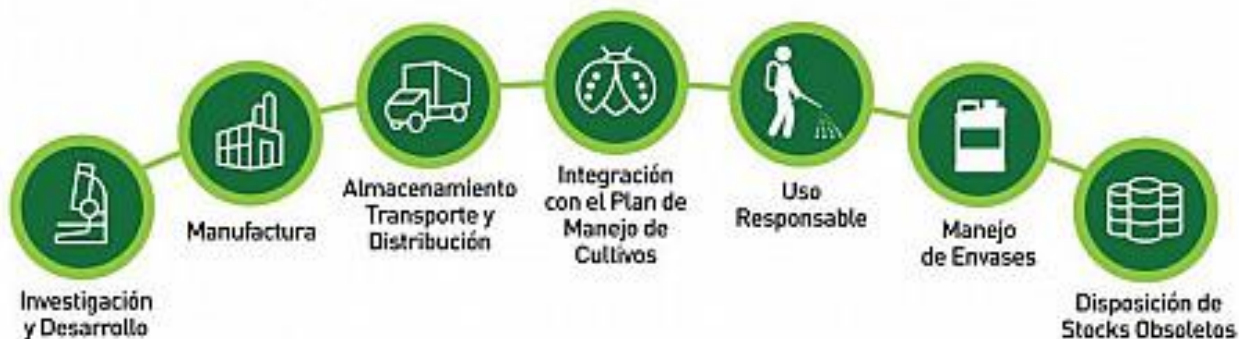 Investigación
y Desarrollo
Manufactura
Almacenamiento
Transporte y
Distribución
Integración
con el Plan de
Manejo de
Cultivos
Uso
Responsable
Manejo
de Envases
Disposición de
Stocks Obsoletos